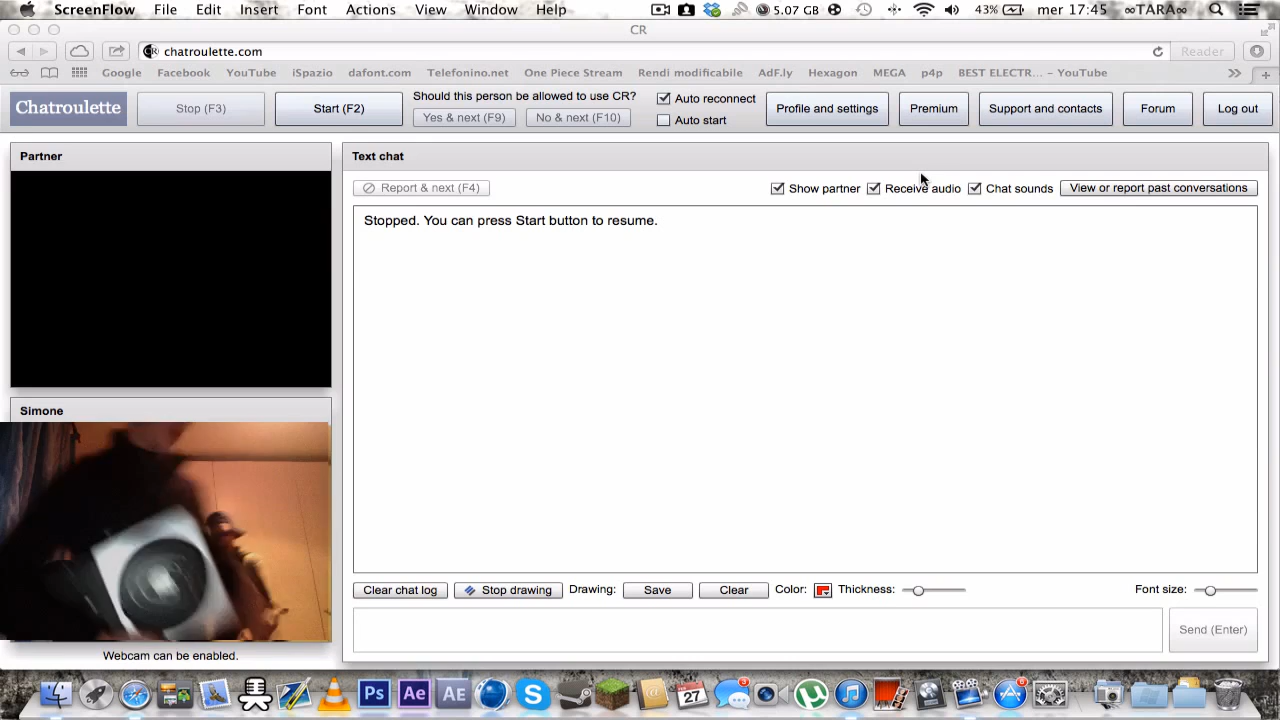 ScreenFlow File Edit Insert Font Actions View Window Help 5.07 GB 43% mer 17:45 ∞TARA∞
CR
CR chatroulette.com Reader
Google Facebook YouTube iSpazio dafont.com Telefonino.net One Piece Stream Rendi modificabile AdF.ly Hexagon MEGA p4p BEST ELECTR... – YouTube
Chatroulette
Stop (F3)
Start (F2)
Should this person be allowed to use CR?
Yes & next (F9) No & next (F10)
Auto reconnect
Auto start
Profile and settings
Premium
Support and contacts
Forum
Log out
Partner
Text chat
Report & next (F4) Show partner Receive audio Chat sounds View or report past conversations
Stopped. You can press Start button to resume.
Simone
Webcam can be enabled.
Clear chat log Stop drawing Drawing: Save Clear Color: Thickness: Font size:
Send (Enter)
Ps Ae AE S 27